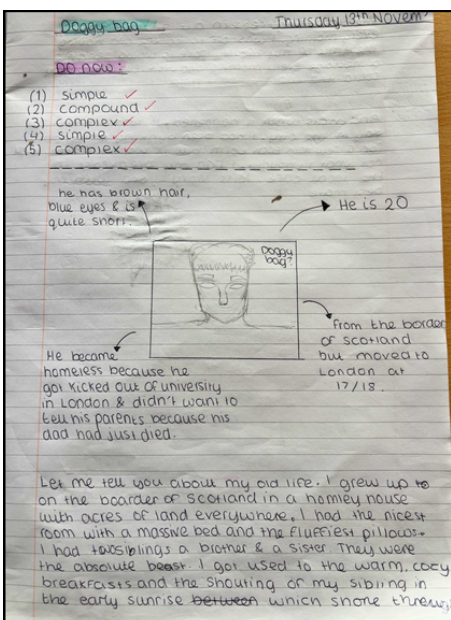 Doggy bag
Thursday 13th Novem
Do now:
(1) simple
(2) compound
(3) complex
(4) simple
(5) complex
he has brown hair,
blue eyes & is
quite short.
He is 20
Doggy
bag?
from the border
of scotland
but moved to
London at
17/18.
He became
homeless because he
got kicked out of university
in London & didn't want to
tell his parents because his
dad had just died.
Let me tell you about my old life. I grew up to
on the boarder of scotland in a homley house
with acres of land everywhere. I had the nicest
room with a massive bed and the fluffiest pillows.
I had two siblings a brother & a sister. They were
the absolute beast. I got used to the warm, cocy
breakfasts and the shouting of my sibling in
the early sunrise between which shone throug